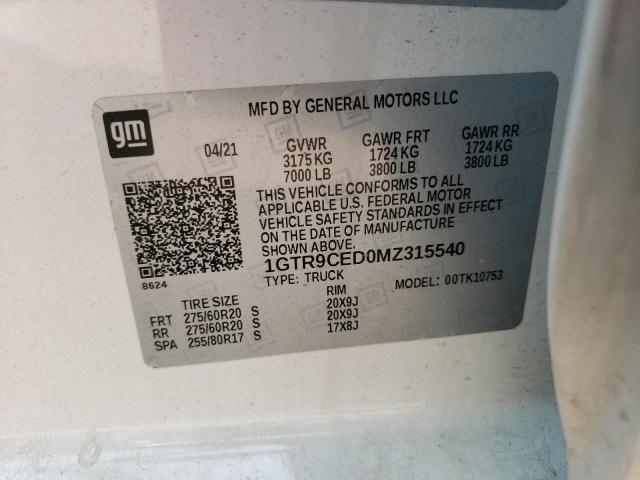 MFD BY GENERAL MOTORS LLC
gm
04/21 GVWR GAWR FRT GAWR RR
3175 KG 1724 KG 1724 KG
7000 LB 3800 LB 3800 LB
THIS VEHICLE CONFORMS TO ALL
APPLICABLE U.S. FEDERAL MOTOR
VEHICLE SAFETY STANDARDS IN EFFECT
ON THE DATE OF MANUFACTURE
SHOWN ABOVE.
1GTR9CED0MZ315540
8624 TYPE: TRUCK MODEL: 00TK10753
TIRE SIZE RIM
FRT 275/60R20 S 20X9J
RR 275/60R20 S 20X9J
SPA 255/80R17 S 17X8J